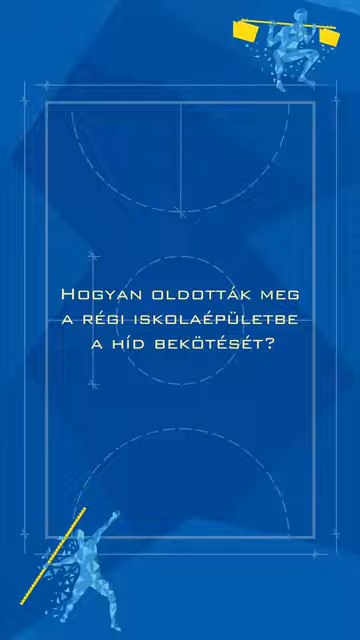 Hogyan oldották meg
a régi iskolaépületbe
a híd bekötését?